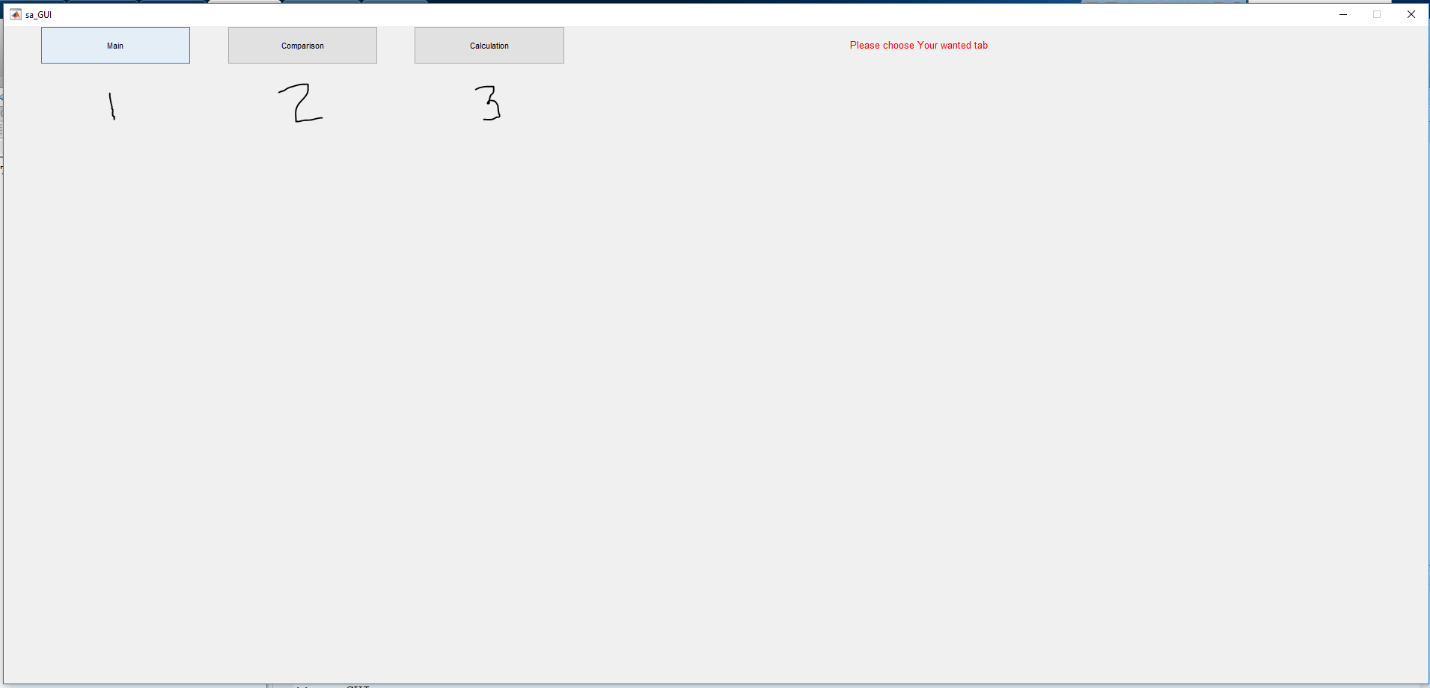 sa_GUI
Main Comparison Calculation Please choose Your wanted tab
1 2 3